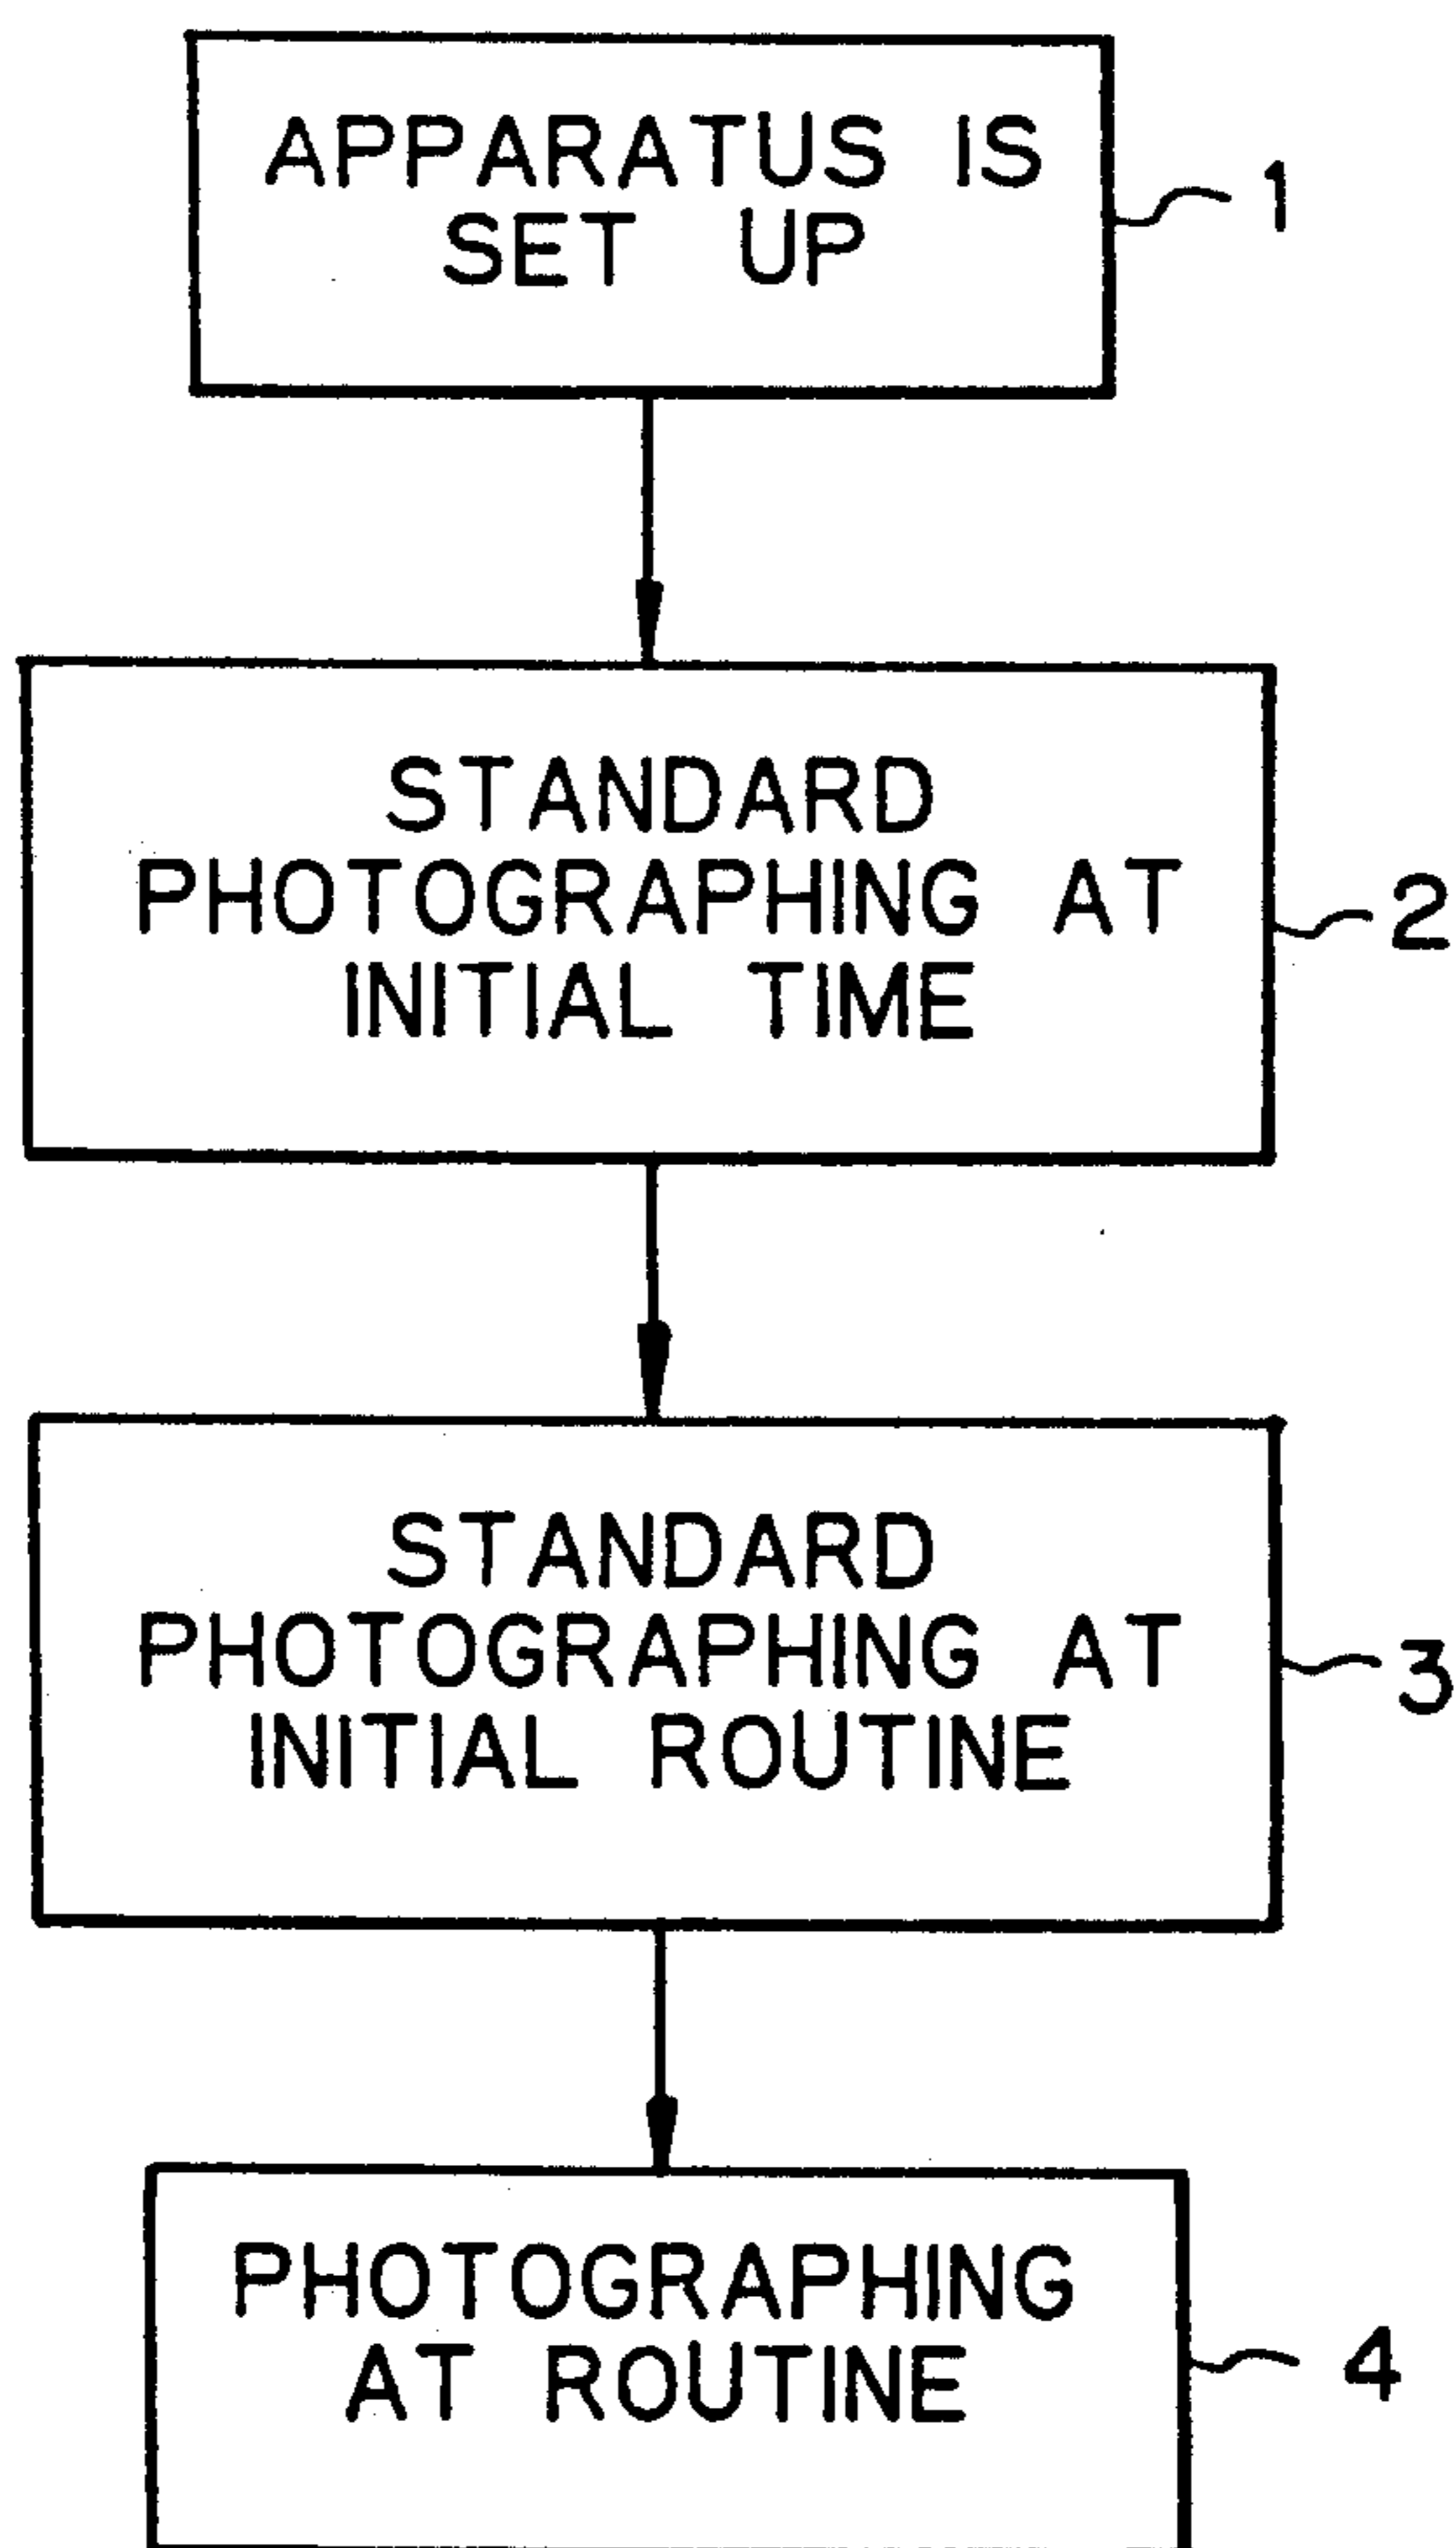 APPARATUS IS
SET UP
1
STANDARD
PHOTOGRAPHING AT
INITIAL TIME
2
STANDARD
PHOTOGRAPHING AT
INITIAL ROUTINE
3
PHOTOGRAPHING
AT ROUTINE
4